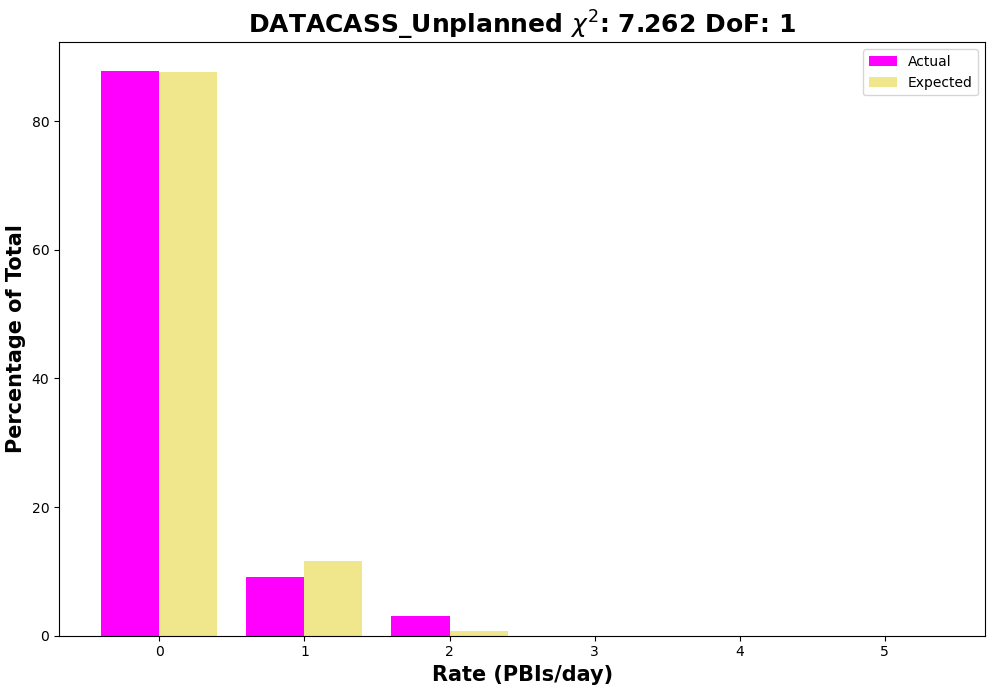 DATACASS_Unplanned χ²: 7.262 DoF: 1
Actual
Expected
Percentage of Total
80
60
40
20
0
0 1 2 3 4 5
Rate (PBIs/day)